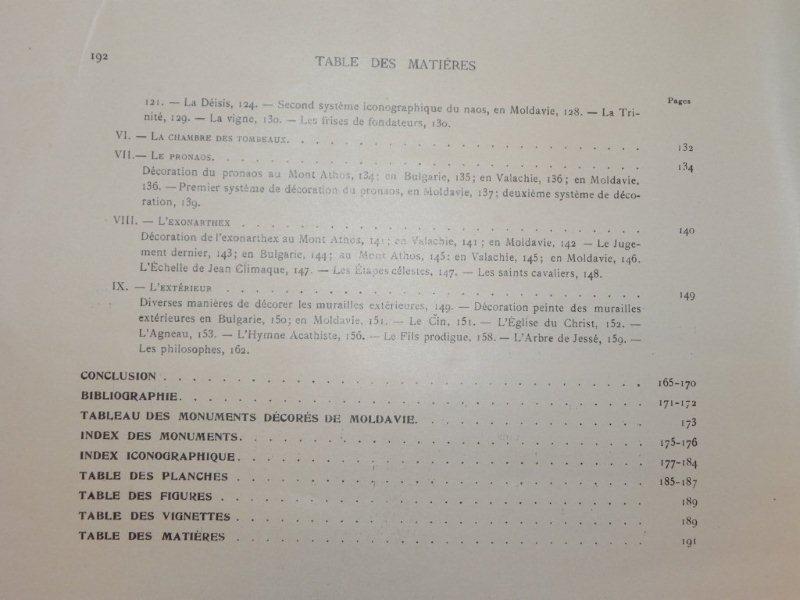 192
TABLE DES MATIÈRES
Pages
121. — La Déisis, 124. — Second système iconographique du naos, en Moldavie, 128. — La Tri-
nité, 129. — La vigne, 130. — Les frises de fondateurs, 130.
VI. — La chambre des tombeaux. 132
VII. — Le pronaos. 134
Décoration du pronaos au Mont Athos, 134; en Bulgarie, 135; en Valachie, 136; en Moldavie,
136. — Premier système de décoration du pronaos, en Moldavie, 137; deuxième système de déco-
ration, 139.
VIII. — L'exonarthex 140
Décoration de l'exonarthex au Mont Athos, 141; en Valachie, 141; en Moldavie, 142 — Le Juge-
ment dernier, 143; en Bulgarie, 144; au Mont Athos, 145; en Valachie, 145; en Moldavie, 146.
L'Échelle de Jean Climaque, 147. — Les Étapes célestes, 147. — Les saints cavaliers, 148.
IX. — L'extérieur 149
Diverses manières de décorer les murailles extérieures, 149. — Décoration peinte des murailles
extérieures en Bulgarie, 150; en Moldavie, 151. — Le Čin, 151. — L'Église du Christ, 152. —
L'Agneau, 153. — L'Hymne Acathiste, 156. — Le Fils prodigue, 158. — L'Arbre de Jessé, 159. —
Les philosophes, 162.
CONCLUSION 165-170
BIBLIOGRAPHIE. 171-172
TABLEAU DES MONUMENTS DÉCORÉS DE MOLDAVIE. 173
INDEX DES MONUMENTS. 175-176
INDEX ICONOGRAPHIQUE 177-184
TABLE DES PLANCHES 185-187
TABLE DES FIGURES 189
TABLE DES VIGNETTES 189
TABLE DES MATIÈRES 191